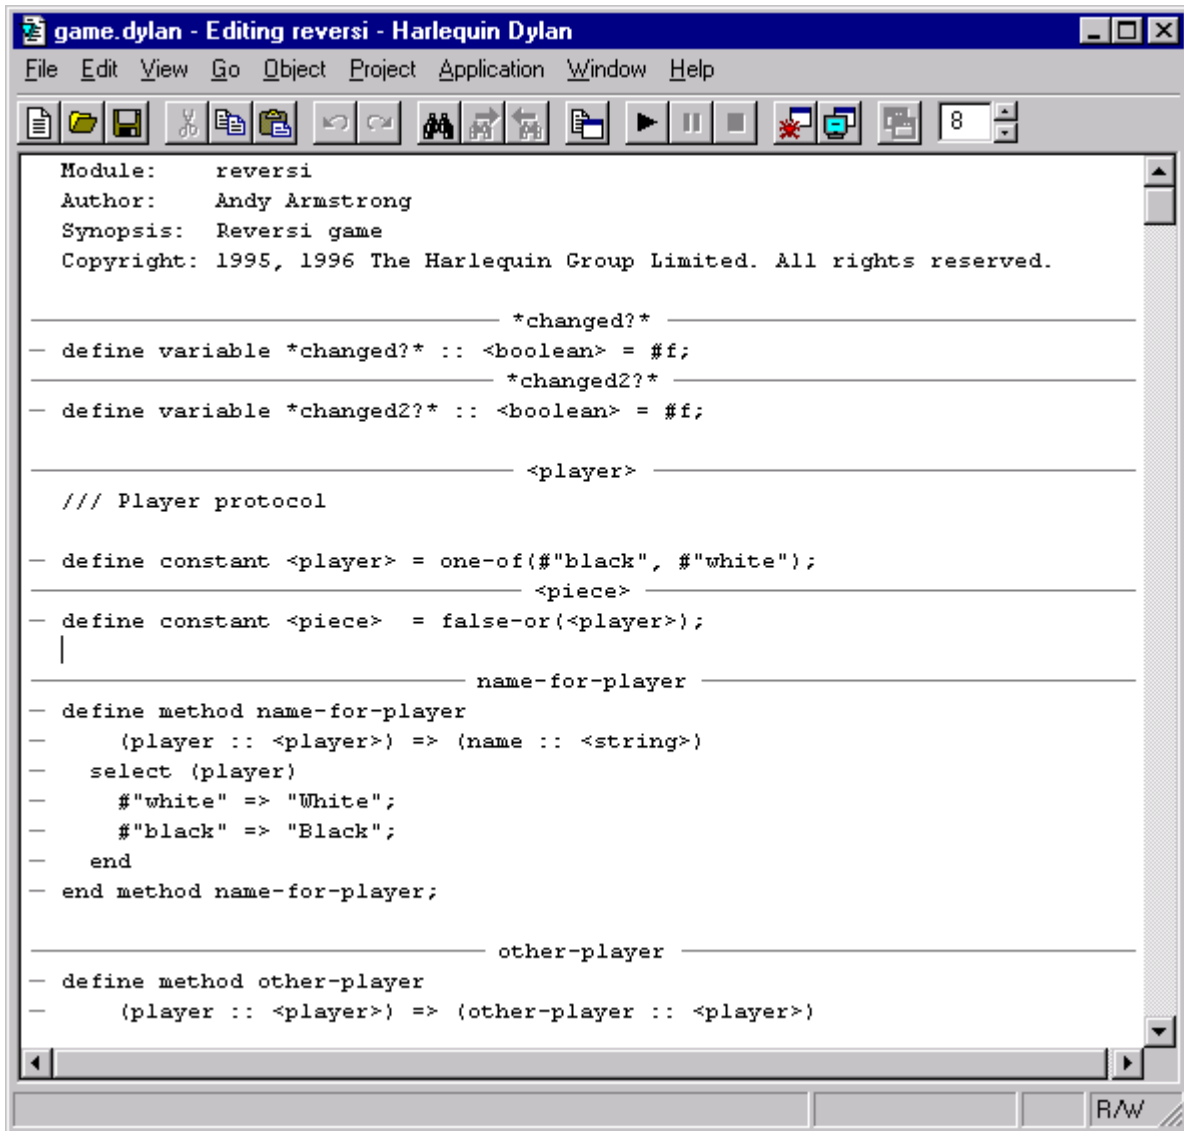 game.dylan - Editing reversi - Harlequin Dylan
File Edit View Go Object Project Application Window Help
8
Module:     reversi
Author:     Andy Armstrong
Synopsis:   Reversi game
Copyright:  1995, 1996 The Harlequin Group Limited. All rights reserved.
*changed?*
define variable *changed?* :: <boolean> = #f;
*changed2?*
define variable *changed2?* :: <boolean> = #f;
<player>
/// Player protocol
define constant <player> = one-of(#"black", #"white");
<piece>
define constant <piece>  = false-or(<player>);
name-for-player
define method name-for-player
    (player :: <player>) => (name :: <string>)
  select (player)
    #"white" => "White";
    #"black" => "Black";
  end
end method name-for-player;
other-player
define method other-player
    (player :: <player>) => (other-player :: <player>)
R/W